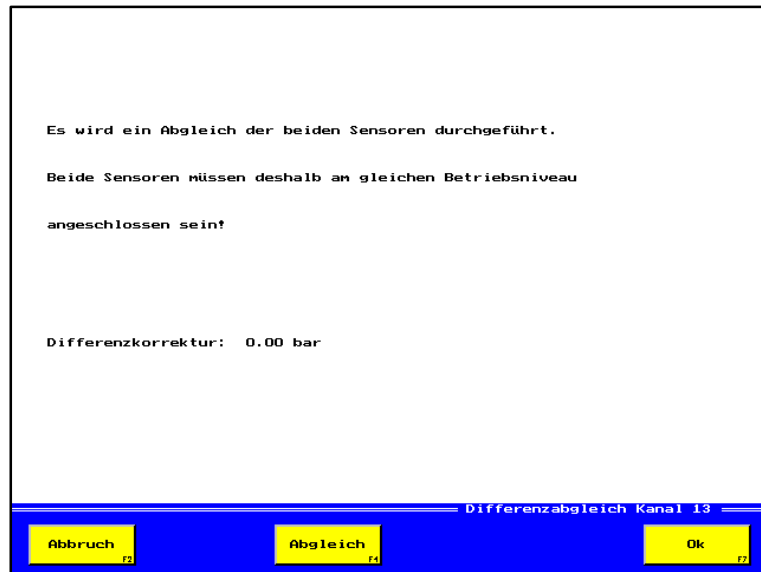 Es wird ein Abgleich der beiden Sensoren durchgeführt.
Beide Sensoren müssen deshalb am gleichen Betriebsniveau
angeschlossen sein!
Differenzkorrektur: 0.00 bar
Differenzabgleich Kanal 13
Abbruch F2
Abgleich F4
Ok F7